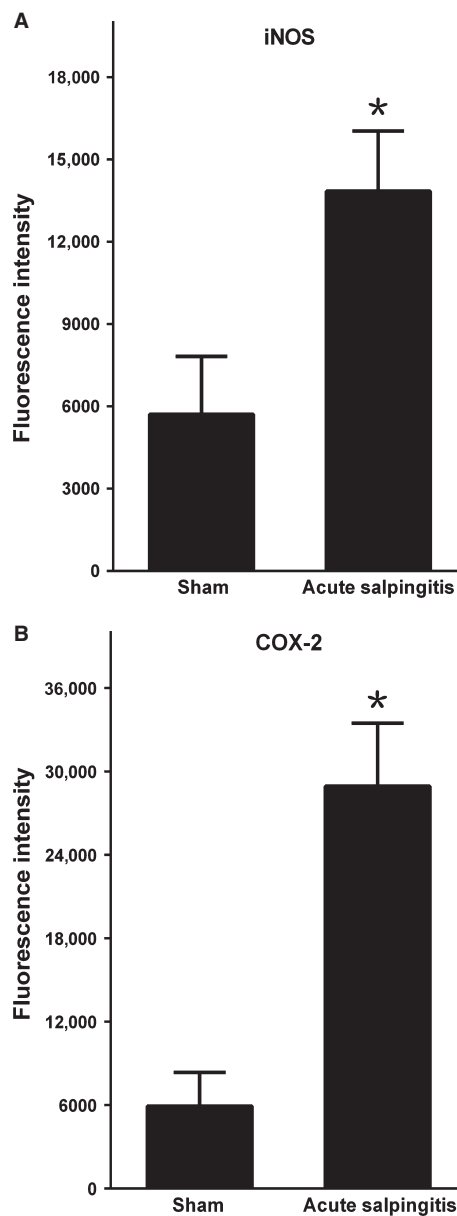 A
iNOS
Fluorescence intensity
18,000
15,000
12,000
9000
6000
3000
0
Sham Acute salpingitis
*
B
COX-2
Fluorescence intensity
36,000
30,000
24,000
18,000
12,000
6000
0
Sham Acute salpingitis
*